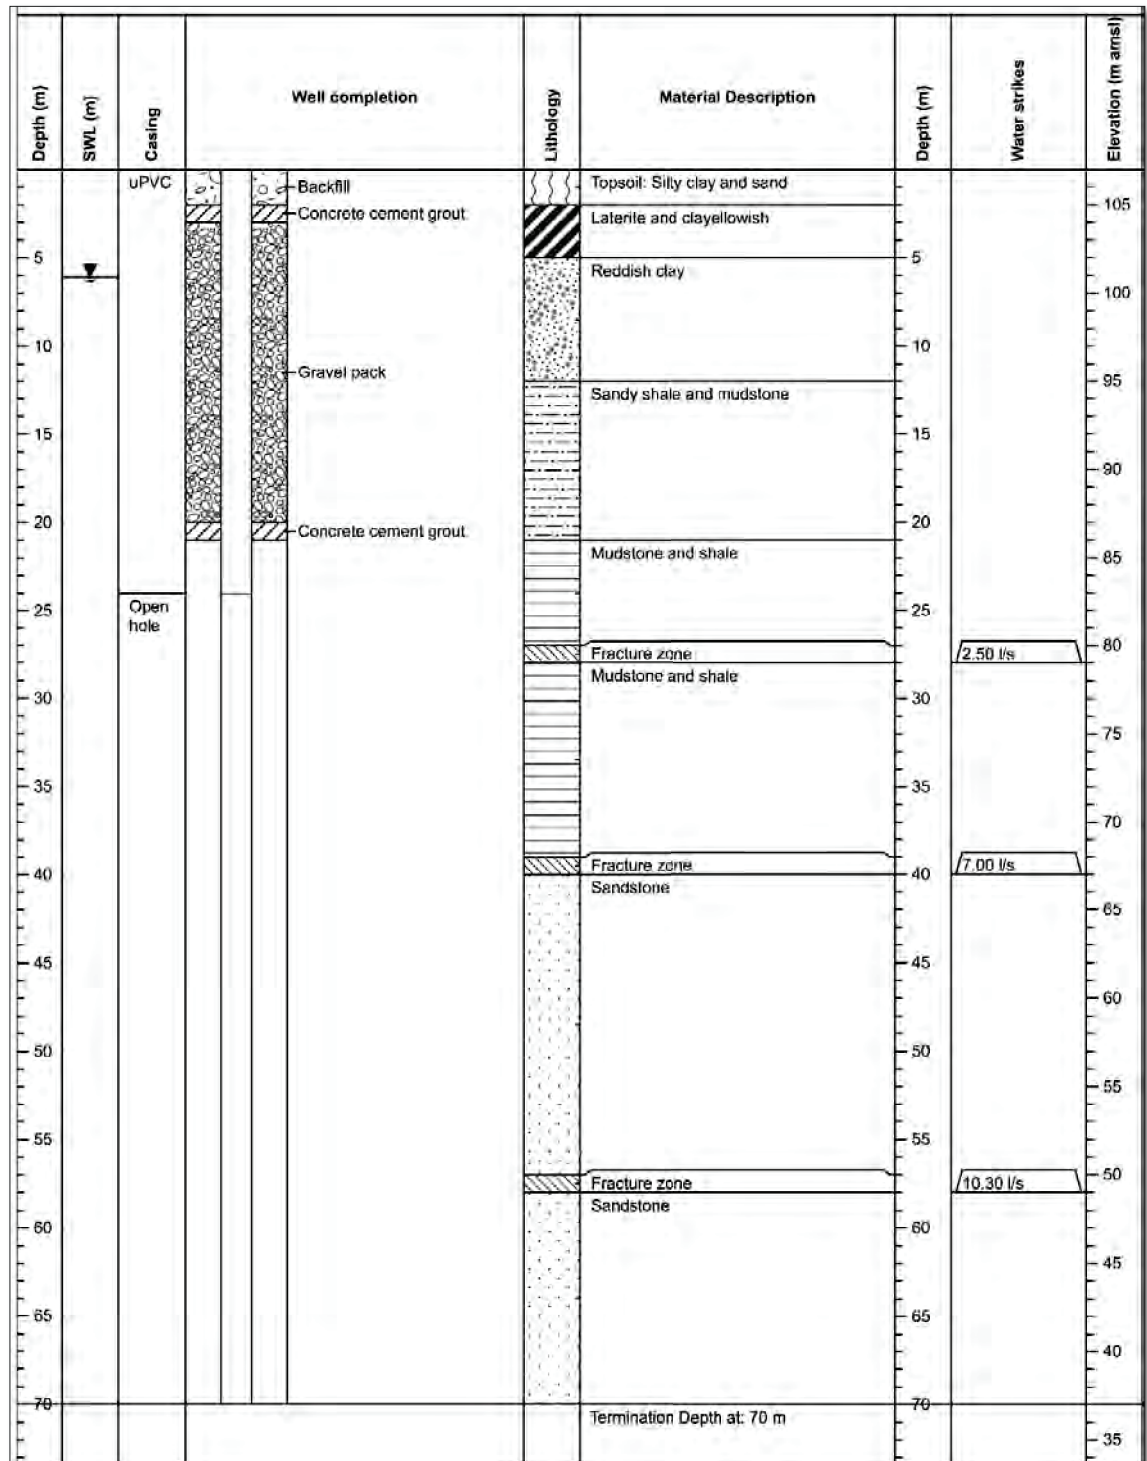 Depth (m)
SWL (m)
Casing
Well completion
Lithology
Material Description
Depth (m)
Water strikes
Elevation (m amsl)
uPVC
Backfill
Topsoil: Silty clay and sand
105
Concrete cement grout
Laterite and clayellowish
5
Reddish clay
5
100
10
Gravel pack
10
95
Sandy shale and mudstone
15
15
90
20
Concrete cement grout
20
Mudstone and shale
85
25
Open
hole
25
Fracture zone
2.50 l/s
80
Mudstone and shale
30
30
75
35
35
70
Fracture zone
7.00 l/s
40
40
Sandstone
65
45
45
60
50
50
55
55
55
Fracture zone
10.30 l/s
50
Sandstone
60
60
45
65
65
40
70
70
Termination Depth at: 70 m
35